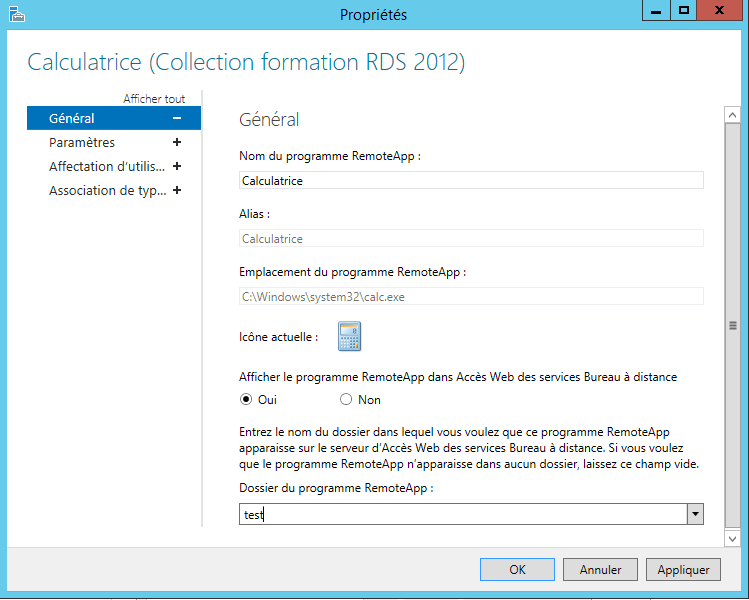 Propriétés
Calculatrice (Collection formation RDS 2012)
Afficher tout
Général
Paramètres
Affectation d'utilis...
Association de typ...
Général
Nom du programme RemoteApp :
Calculatrice
Alias :
Calculatrice
Emplacement du programme RemoteApp :
C:\Windows\system32\calc.exe
Icône actuelle :
Afficher le programme RemoteApp dans Accès Web des services Bureau à distance
Oui Non
Entrez le nom du dossier dans lequel vous voulez que ce programme RemoteApp
apparaisse sur le serveur d'Accès Web des services Bureau à distance. Si vous voulez
que le programme RemoteApp n'apparaisse dans aucun dossier, laissez ce champ vide.
Dossier du programme RemoteApp :
test
OK Annuler Appliquer